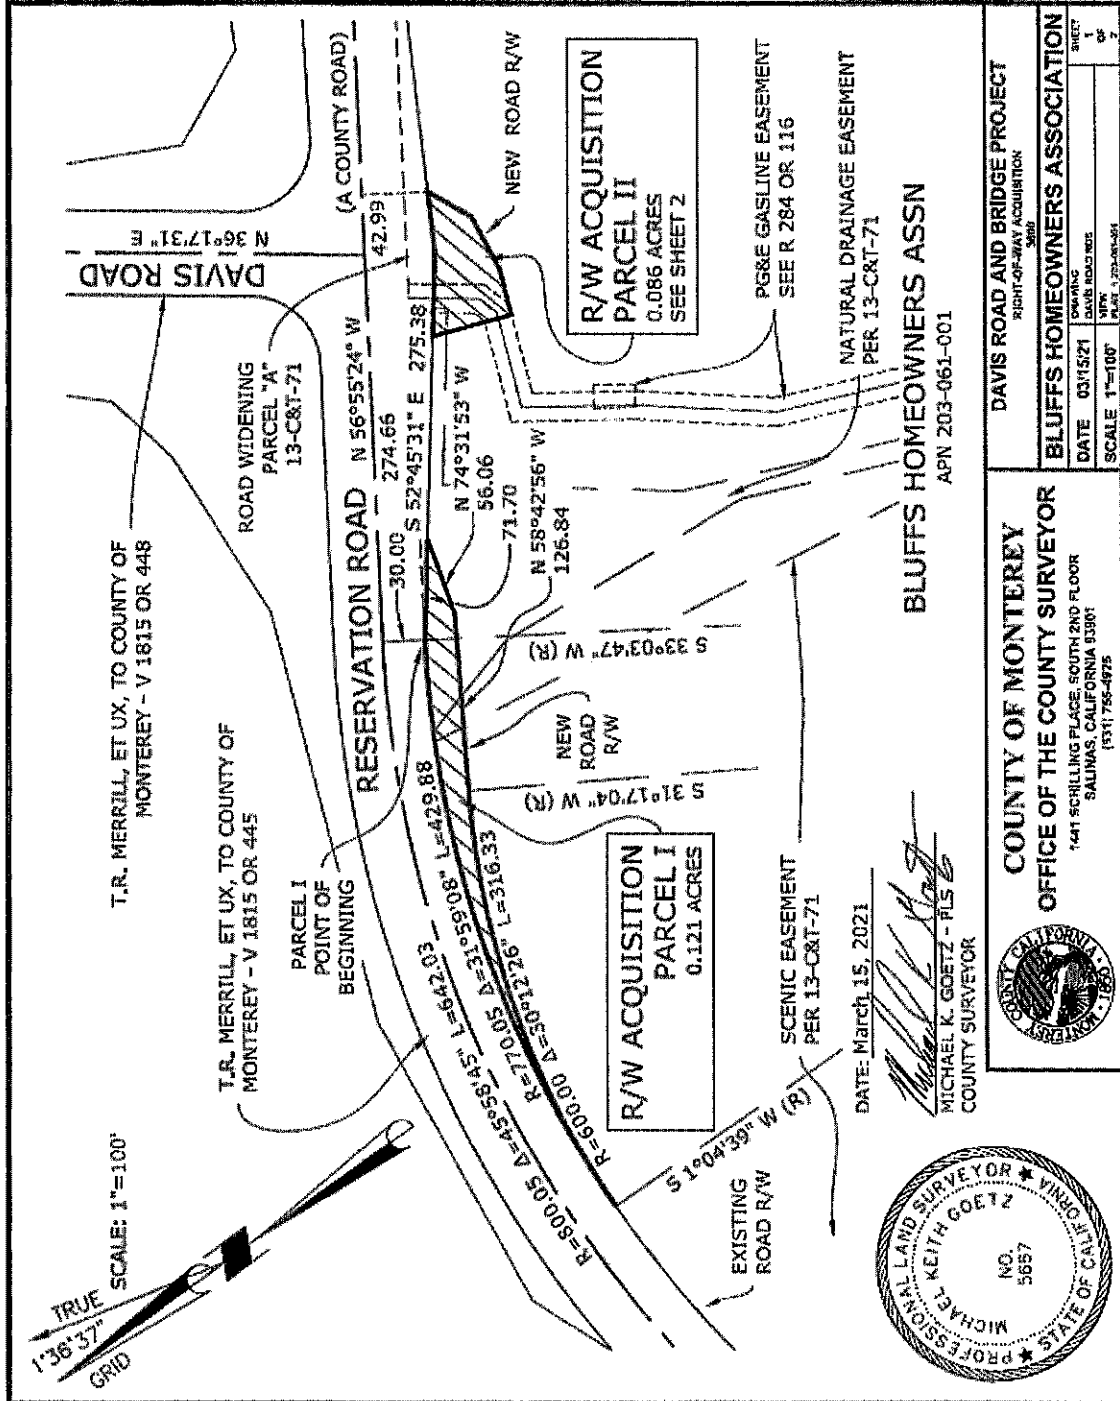 TRUE
1°36'37"
GRID
SCALE: 1"=100'
T.R. MERRILL, ET UX, TO COUNTY OF
MONTEREY - V 1815 OR 448
T.R. MERRILL, ET UX, TO COUNTY OF
MONTEREY - V 1815 OR 445
DAVIS ROAD
N 36°17'31" E
ROAD WIDENING
PARCEL "A"
13-C&T-71
PARCEL I
POINT OF
BEGINNING
RESERVATION ROAD
(A COUNTY ROAD)
N 56°55'24" W
274.66
42.99
30.00
S 52°45'31" E 275.38
R=800.05 Δ=45°58'45" L=642.03
R=770.05 Δ=31°59'08" L=429.88
R=600.00 Δ=30°12'26" L=316.33
N 74°31'53" W
56.06
71.70
N 58°42'56" W
126.84
S 33°03'47" W (R)
S 31°17'04" W (R)
S 1°04'39" W (R)
NEW ROAD R/W
NEW
ROAD
R/W
R/W ACQUISITION
PARCEL II
0.086 ACRES
SEE SHEET 2
R/W ACQUISITION
PARCEL I
0.121 ACRES
PG&E GASLINE EASEMENT
SEE R 284 OR 116
NATURAL DRAINAGE EASEMENT
PER 13-C&T-71
SCENIC EASEMENT
PER 13-C&T-71
EXISTING
ROAD R/W
BLUFFS HOMEOWNERS ASSN
APN 203-061-001
DATE: March 15, 2021
MICHAEL K. GOETZ - PLS
COUNTY SURVEYOR
PROFESSIONAL LAND SURVEYOR
MICHAEL KEITH GOETZ
NO.
5657
STATE OF CALIFORNIA
COUNTY CALIFORNIA
MONTEREY - 1850
COUNTY OF MONTEREY
OFFICE OF THE COUNTY SURVEYOR
1441 SCHILLING PLACE, SOUTH 2ND FLOOR
SALINAS, CALIFORNIA 93901
DAVIS ROAD AND BRIDGE PROJECT
RIGHT-OF-WAY ACQUISITION
3600
BLUFFS HOMEOWNERS ASSOCIATION
DATE 03/15/21
SCALE 1"=100'
DRAWING
VIEW
SHEET
1
OF
2